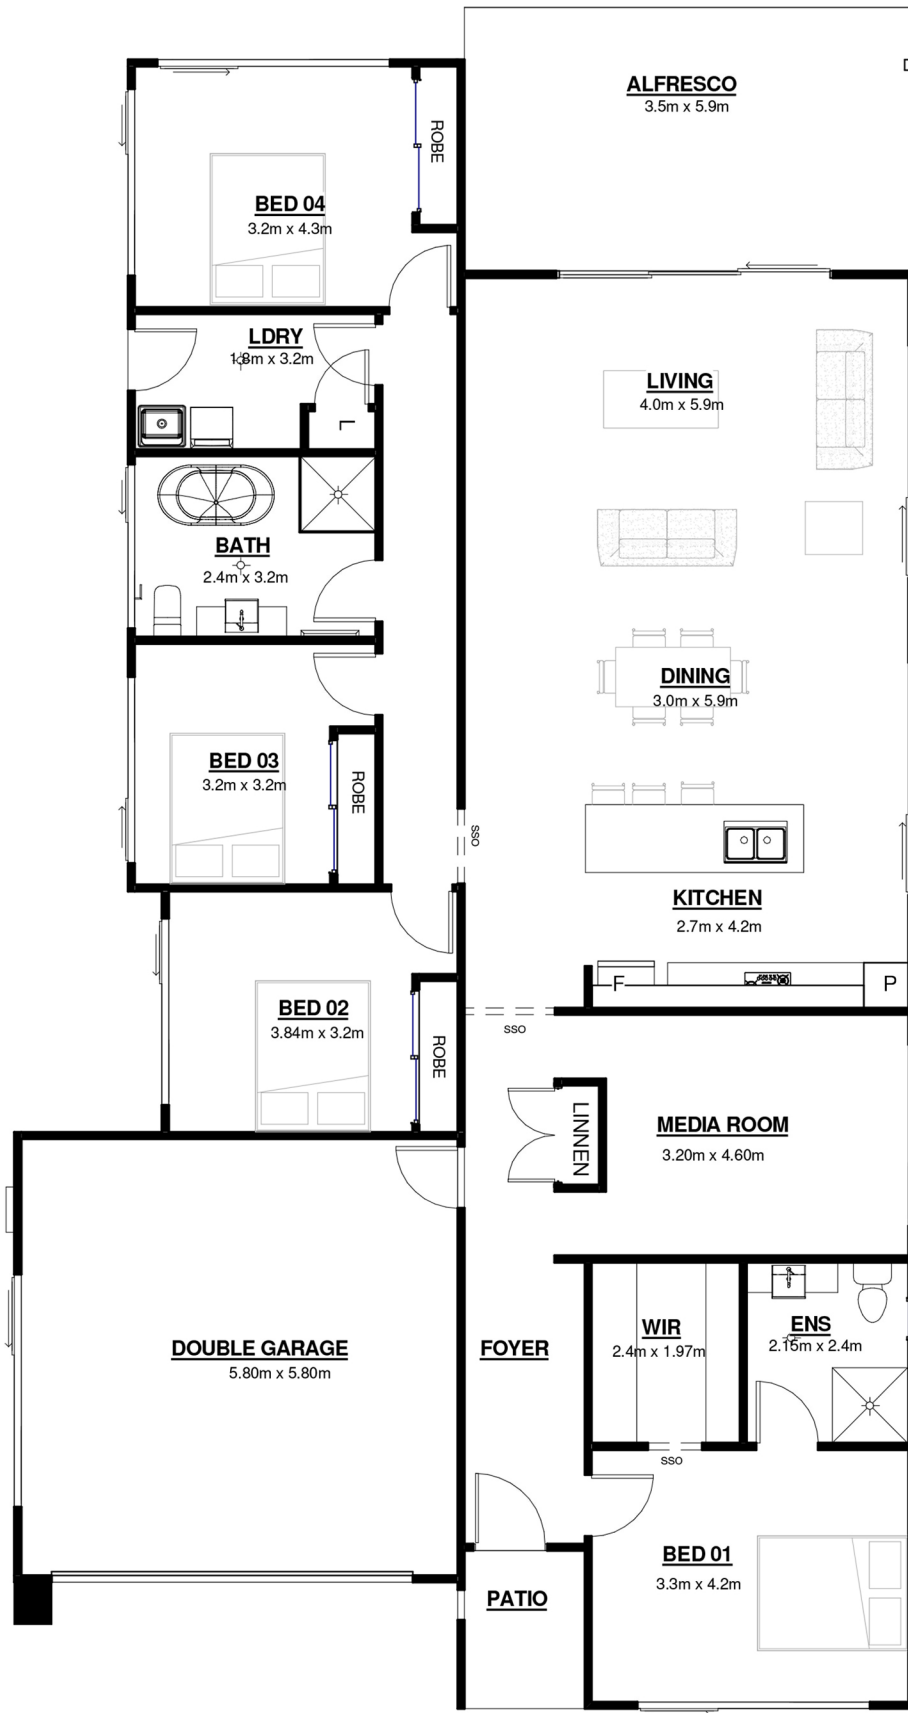 ALFRESCO
3.5m x 5.9m
ROBE
BED 04
3.2m x 4.3m
LDRY
1.8m x 3.2m
L
LIVING
4.0m x 5.9m
BATH
2.4m x 3.2m
DINING
3.0m x 5.9m
BED 03
3.2m x 3.2m
ROBE
SSO
KITCHEN
2.7m x 4.2m
F
P
BED 02
3.84m x 3.2m
ROBE
SSO
LINNEN
MEDIA ROOM
3.20m x 4.60m
DOUBLE GARAGE
5.80m x 5.80m
FOYER
WIR
2.4m x 1.97m
ENS
2.15m x 2.4m
SSO
BED 01
3.3m x 4.2m
PATIO